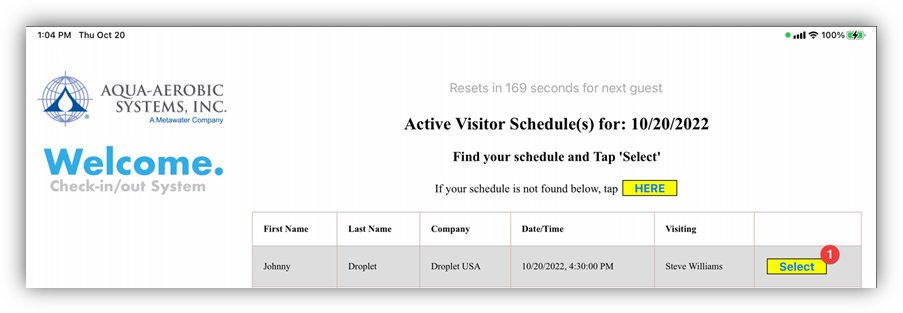 1:04 PM Thu Oct 20
100%
AQUA-AEROBIC
SYSTEMS, INC.
®
A Metawater Company
Welcome.
Check-in/out System
Resets in 169 seconds for next guest
Active Visitor Schedule(s) for: 10/20/2022
Find your schedule and Tap 'Select'
If your schedule is not found below, tap HERE
First Name Last Name Company Date/Time Visiting
Johnny Droplet Droplet USA 10/20/2022, 4:30:00 PM Steve Williams Select 1